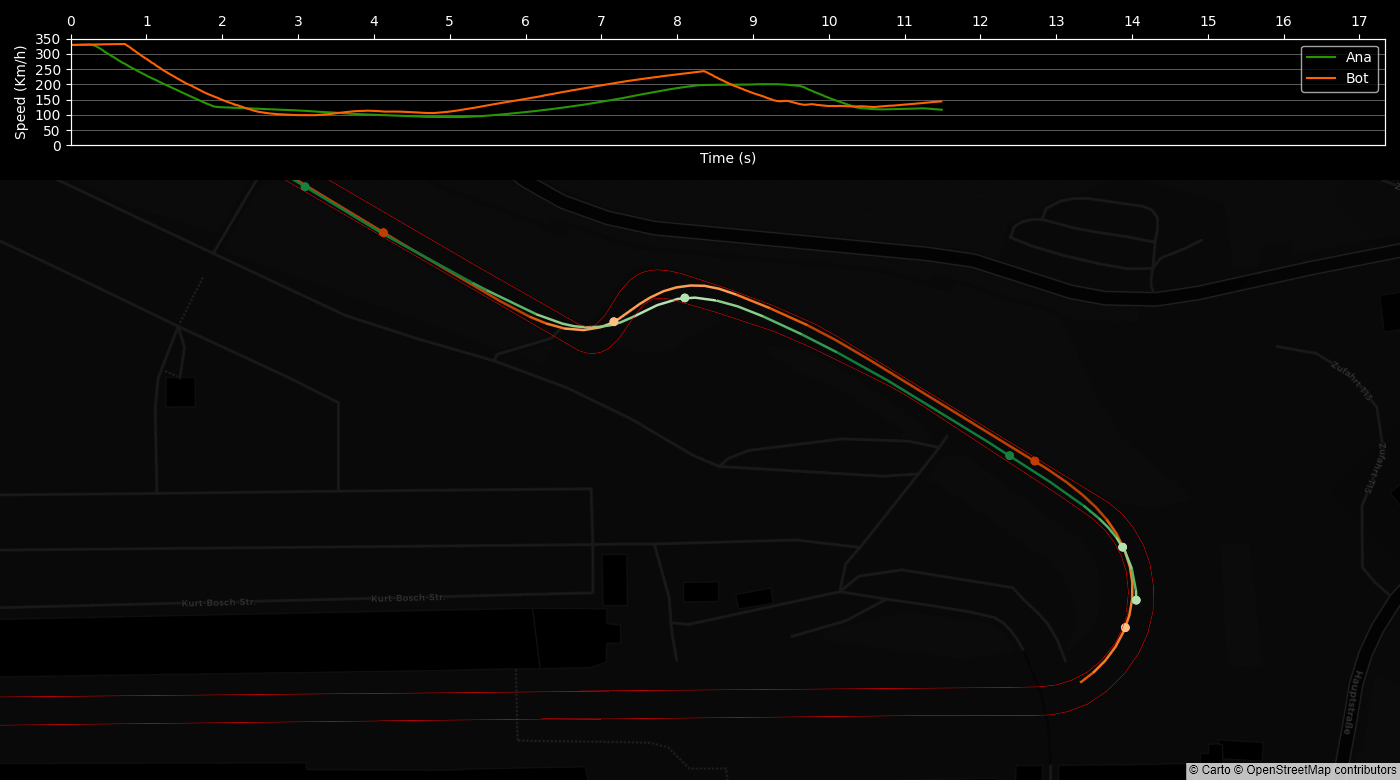 0 1 2 3 4 5 6 7 8 9 10 11 12 13 14 15 16 17
Speed (Km/h)
350
300
250
200
150
100
50
0
Ana
Bot
Time (s)
Zufahrt T13
Zufahrt-T15
Kurt-Bosch-Str.
Kurt-Bosch-Str.
Hauptstraße
© Carto © OpenStreetMap contributors